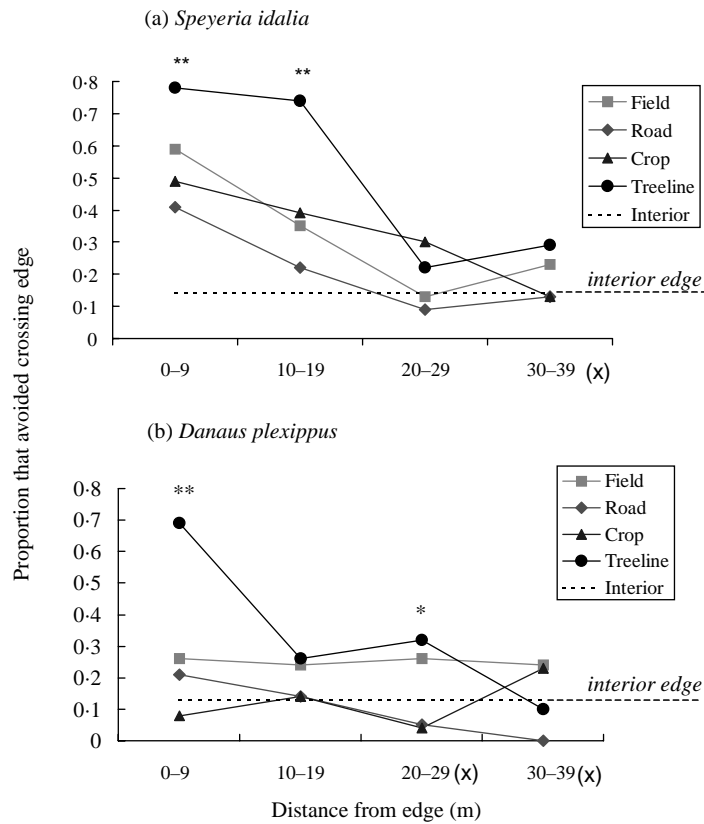 (a) Speyeria idalia
** **
0·8
0·7
0·6
0·5
0·4
0·3
0·2
0·1
0
Field
Road
Crop
Treeline
Interior
interior edge
0–9 10–19 20–29 30–39 (x)
Proportion that avoided crossing edge
(b) Danaus plexippus
** *
0·8
0·7
0·6
0·5
0·4
0·3
0·2
0·1
0
Field
Road
Crop
Treeline
Interior
interior edge
0–9 10–19 20–29 (x) 30–39 (x)
Distance from edge (m)